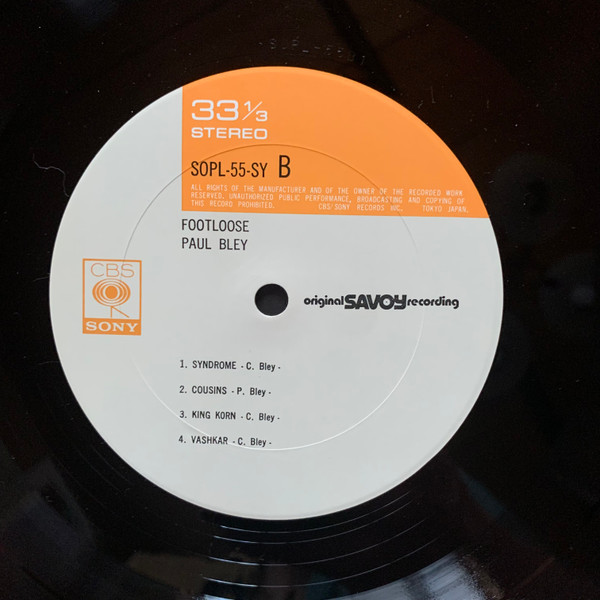 33 1/3
STEREO
SOPL-55-SY B
ALL RIGHTS OF THE MANUFACTURER AND OF THE OWNER OF THE RECORDED WORK
RESERVED. UNAUTHORIZED PUBLIC PERFORMANCE, BROADCASTING AND COPYING OF
THIS RECORD PROHIBITED. CBS/SONY RECORDS INC. TOKYO JAPAN.
FOOTLOOSE
PAUL BLEY
CBS
SONY
original SAVOY recording
1. SYNDROME - C. Bley -
2. COUSINS - P. Bley -
3. KING KORN - C. Bley -
4. VASHKAR - C. Bley -